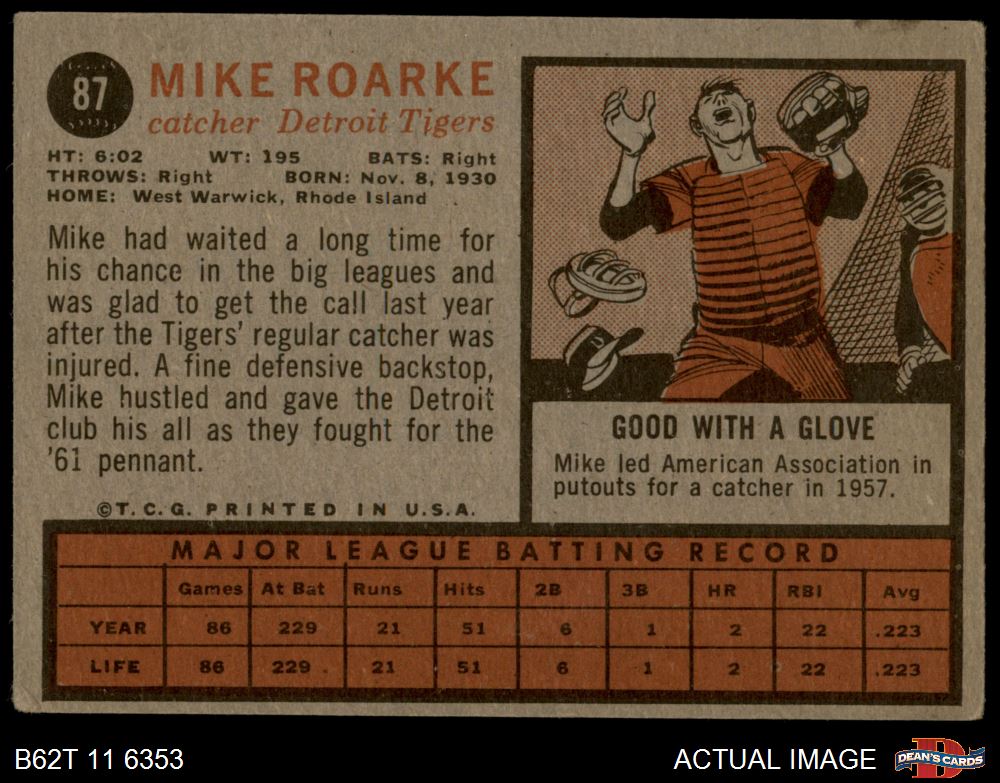 87
MIKE ROARKE
catcher Detroit Tigers
HT: 6:02 WT: 195 BATS: Right
THROWS: Right BORN: Nov. 8, 1930
HOME: West Warwick, Rhode Island
Mike had waited a long time for
his chance in the big leagues and
was glad to get the call last year
after the Tigers' regular catcher was
injured. A fine defensive backstop,
Mike hustled and gave the Detroit
club his all as they fought for the
'61 pennant.
©T. C. G. PRINTED IN U.S.A.
GOOD WITH A GLOVE
Mike led American Association in
putouts for a catcher in 1957.
MAJOR LEAGUE BATTING RECORD
Games At Bat Runs Hits 2B 3B HR RBI Avg
YEAR 86 229 21 51 6 1 2 22 .223
LIFE 86 229 21 51 6 1 2 22 .223
B62T 11 6353
ACTUAL IMAGE
D
DEAN'S CARDS